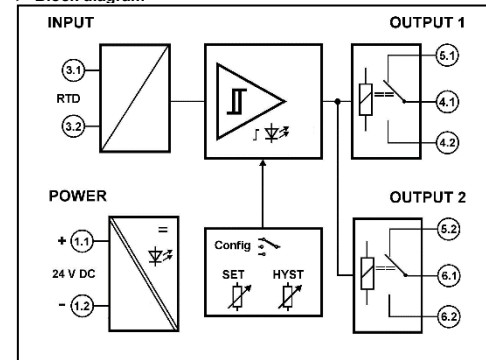 Block diagram
INPUT
OUTPUT 1
3.1
RTD
3.2
5.1
4.1
4.2
POWER
OUTPUT 2
+ 1.1
24 V DC
- 1.2
=
Config
SET
HYST
5.2
6.1
6.2